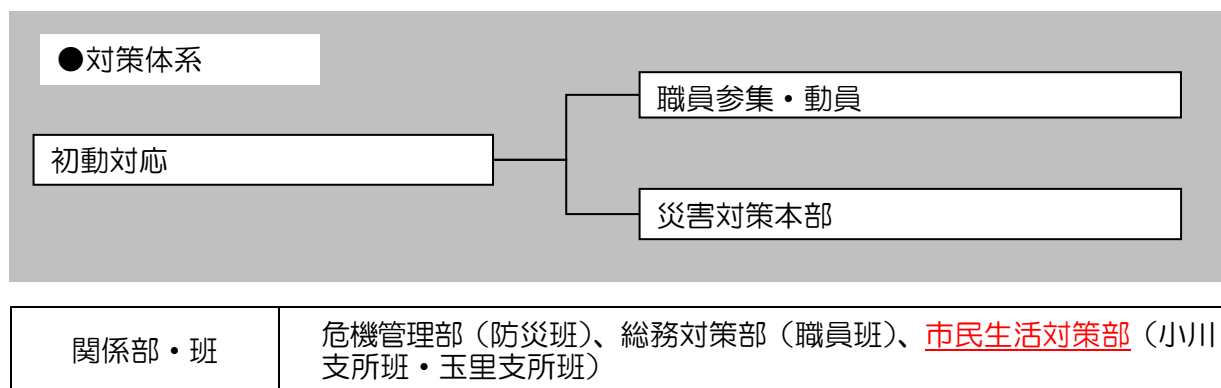 ●対策体系
職員参集・動員
初動対応
災害対策本部
関係部・班
危機管理部（防災班）、総務対策部（職員班）、市民生活対策部（小川
支所班・玉里支所班）